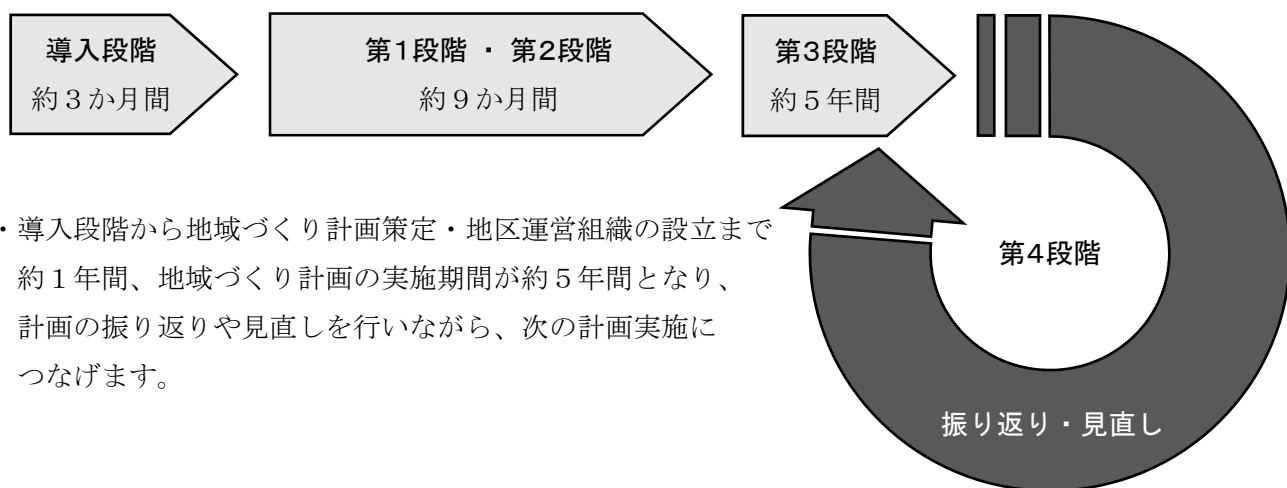 導入段階
約３か月間
第1段階 ・ 第2段階
約９か月間
第3段階
約５年間
・導入段階から地域づくり計画策定・地区運営組織の設立まで
約１年間、地域づくり計画の実施期間が約５年間となり、
計画の振り返りや見直しを行いながら、次の計画実施に
つなげます。
第4段階
振り返り・見直し